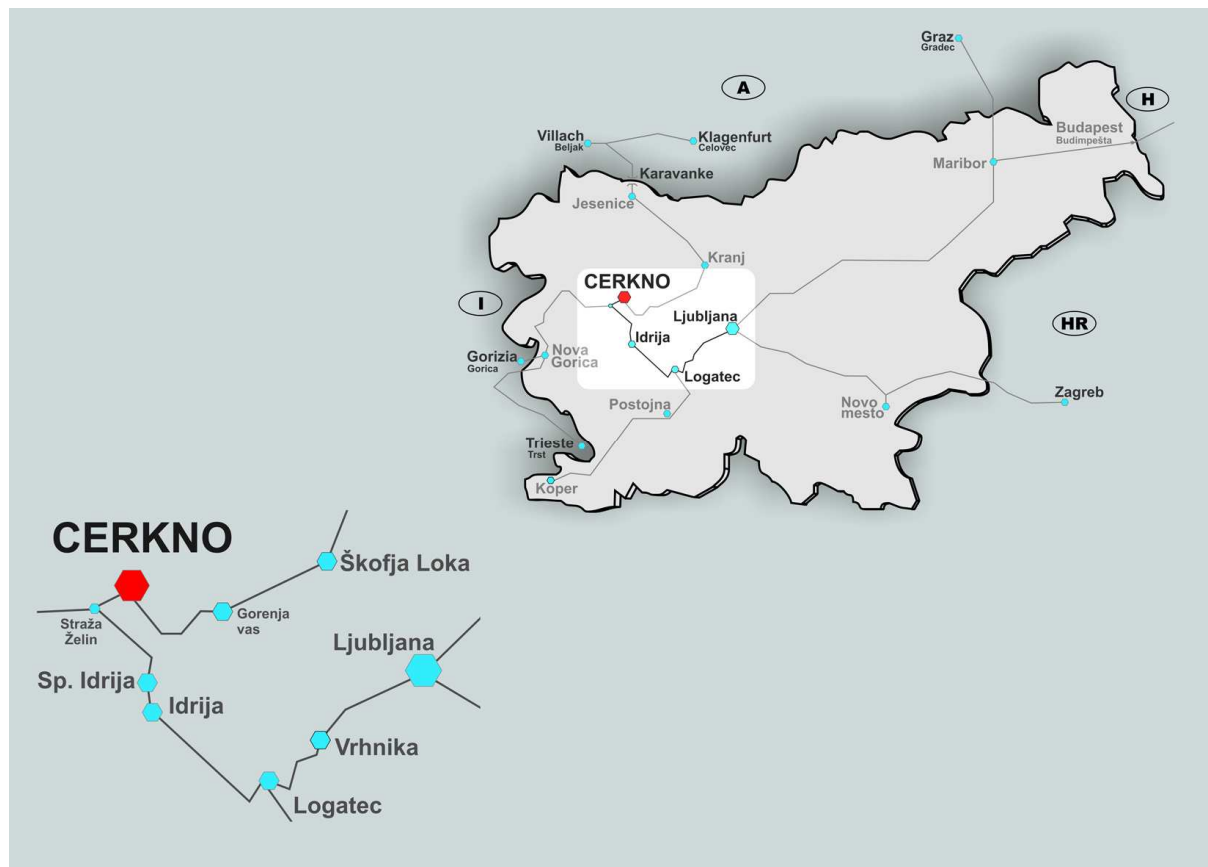 Graz
Gradec
A
H
Budapest
Budimpešta
Villach
Beljak
Klagenfurt
Celovec
Maribor
Karavanke
Jesenice
Kranj
CERKNO
I
Ljubljana
HR
Idrija
Nova
Gorica
Gorizia
Gorica
Logatec
Zagreb
Postojna
Novo
mesto
Trieste
Trst
Koper
CERKNO
Škofja Loka
Straža
Želin
Gorenja
vas
Ljubljana
Sp. Idrija
Idrija
Vrhnika
Logatec